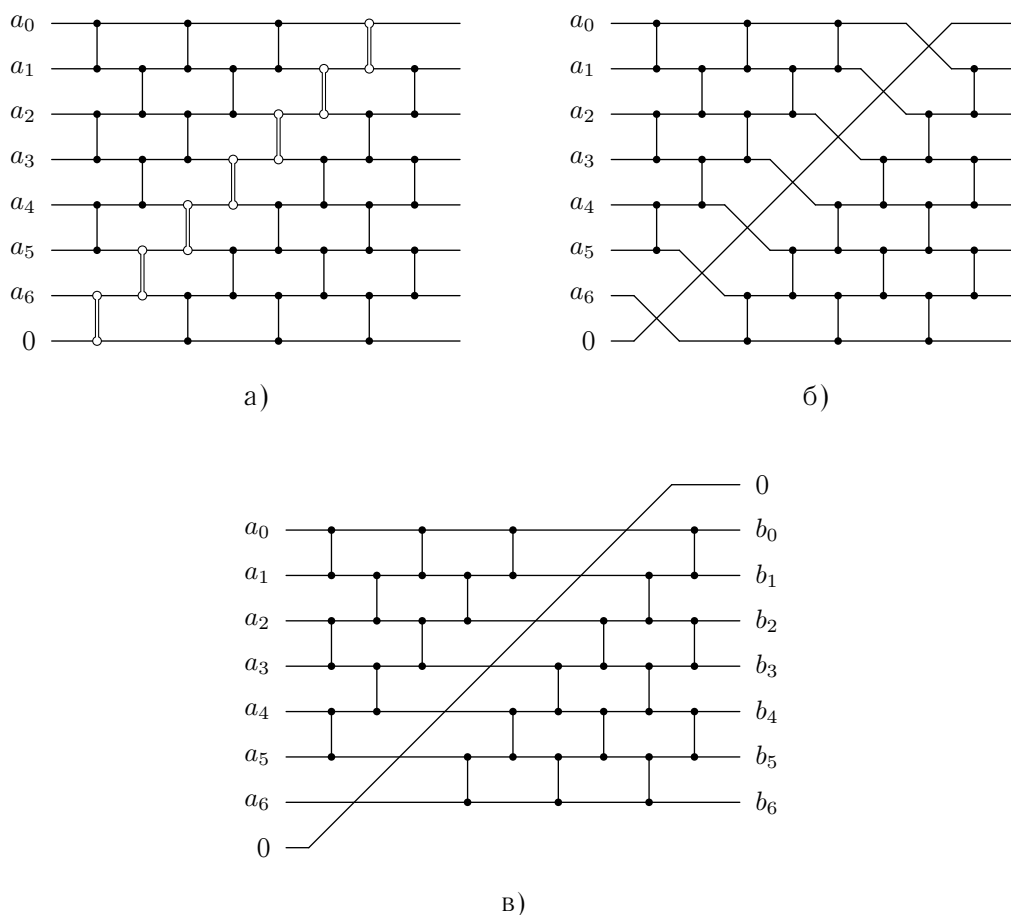 a₀ a₀
a₁ a₁
a₂ a₂
a₃ a₃
a₄ a₄
a₅ a₅
a₆ a₆
0 0
а) б)
0
a₀ b₀
a₁ b₁
a₂ b₂
a₃ b₃
a₄ b₄
a₅ b₅
a₆ b₆
0
в)